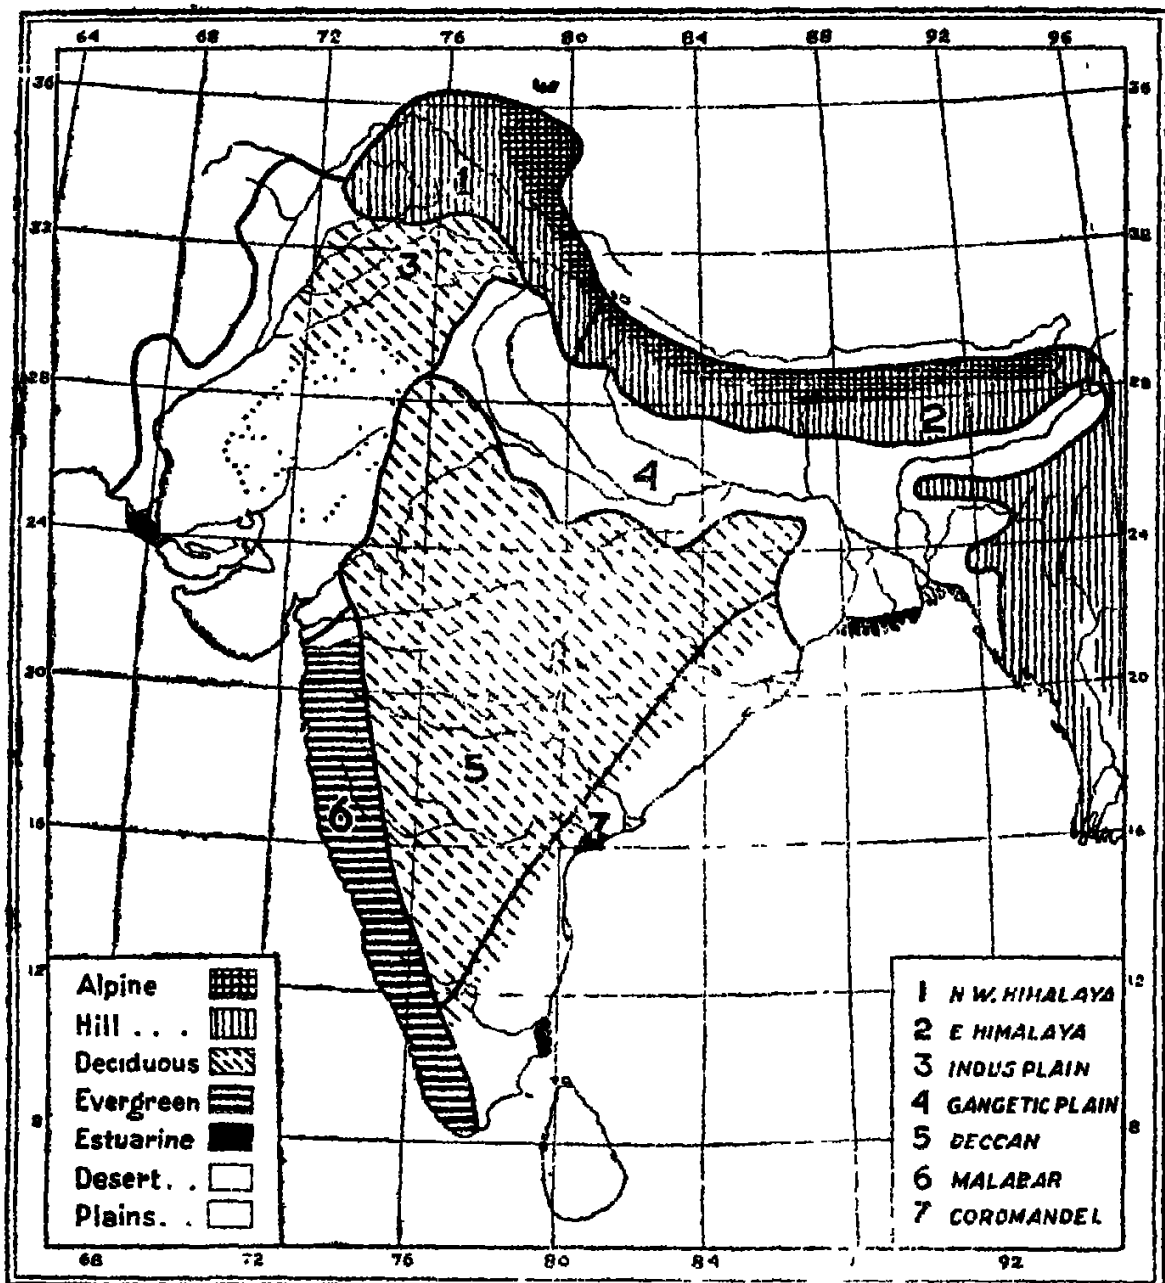 64 68 72 76 80 84 88 92 96
36 36
1
32 32
3
28 28
2
4
24 24
20 20
5
6
7
16 16
12 12
Alpine
Hill . . .
Deciduous
Evergreen
Estuarine
Desert. .
Plains. .
8 8
1 N W. HIMALAYA
2 E HIMALAYA
3 INDUS PLAIN
4 GANGETIC PLAIN
5 DECCAN
6 MALABAR
7 COROMANDEL
68 72 76 80 84 92